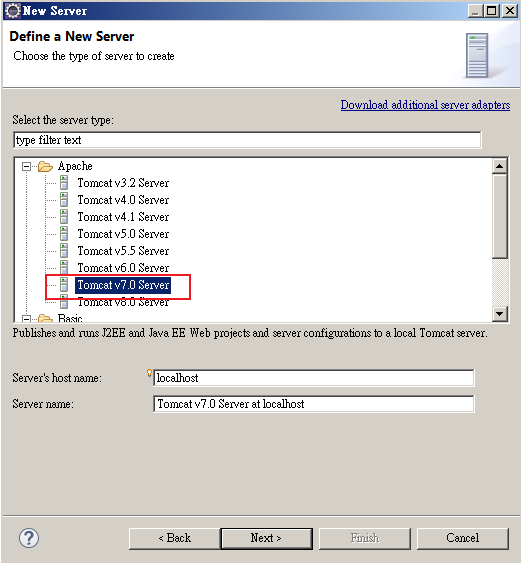 New Server
Define a New Server
Choose the type of server to create
Download additional server adapters
Select the server type:
type filter text
Apache
Tomcat v3.2 Server
Tomcat v4.0 Server
Tomcat v4.1 Server
Tomcat v5.0 Server
Tomcat v5.5 Server
Tomcat v6.0 Server
Tomcat v7.0 Server
Tomcat v8.0 Server
Basic
Publishes and runs J2EE and Java EE Web projects and server configurations to a local Tomcat server.
Server's host name: localhost
Server name: Tomcat v7.0 Server at localhost
? < Back Next > Finish Cancel